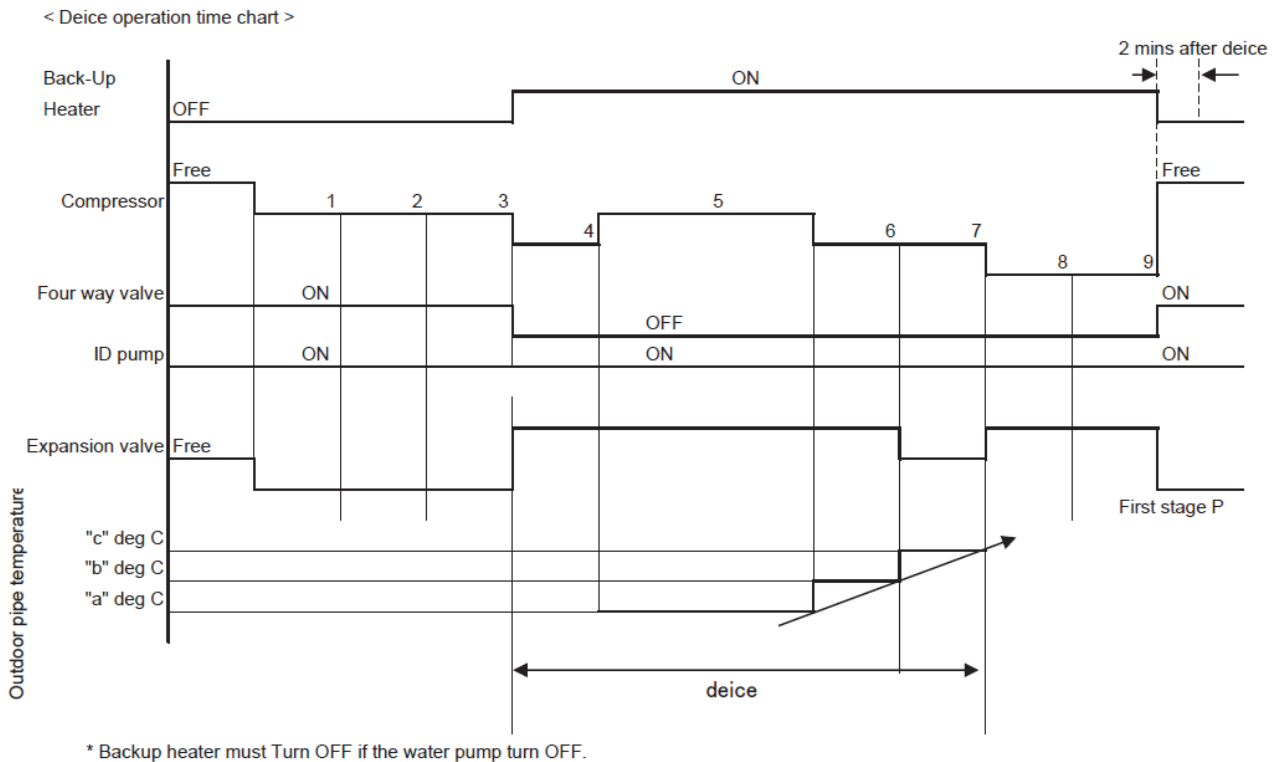 < Deice operation time chart >
2 mins after deice
Back-Up
Heater
ON
OFF
Free
Free
Compressor
1
2
3
4
5
6
7
8
9
Four way valve
ON
OFF
ON
ID pump
ON
ON
ON
Expansion valve
Free
First stage P
Outdoor pipe temperature
"c" deg C
"b" deg C
"a" deg C
deice
* Backup heater must Turn OFF if the water pump turn OFF.